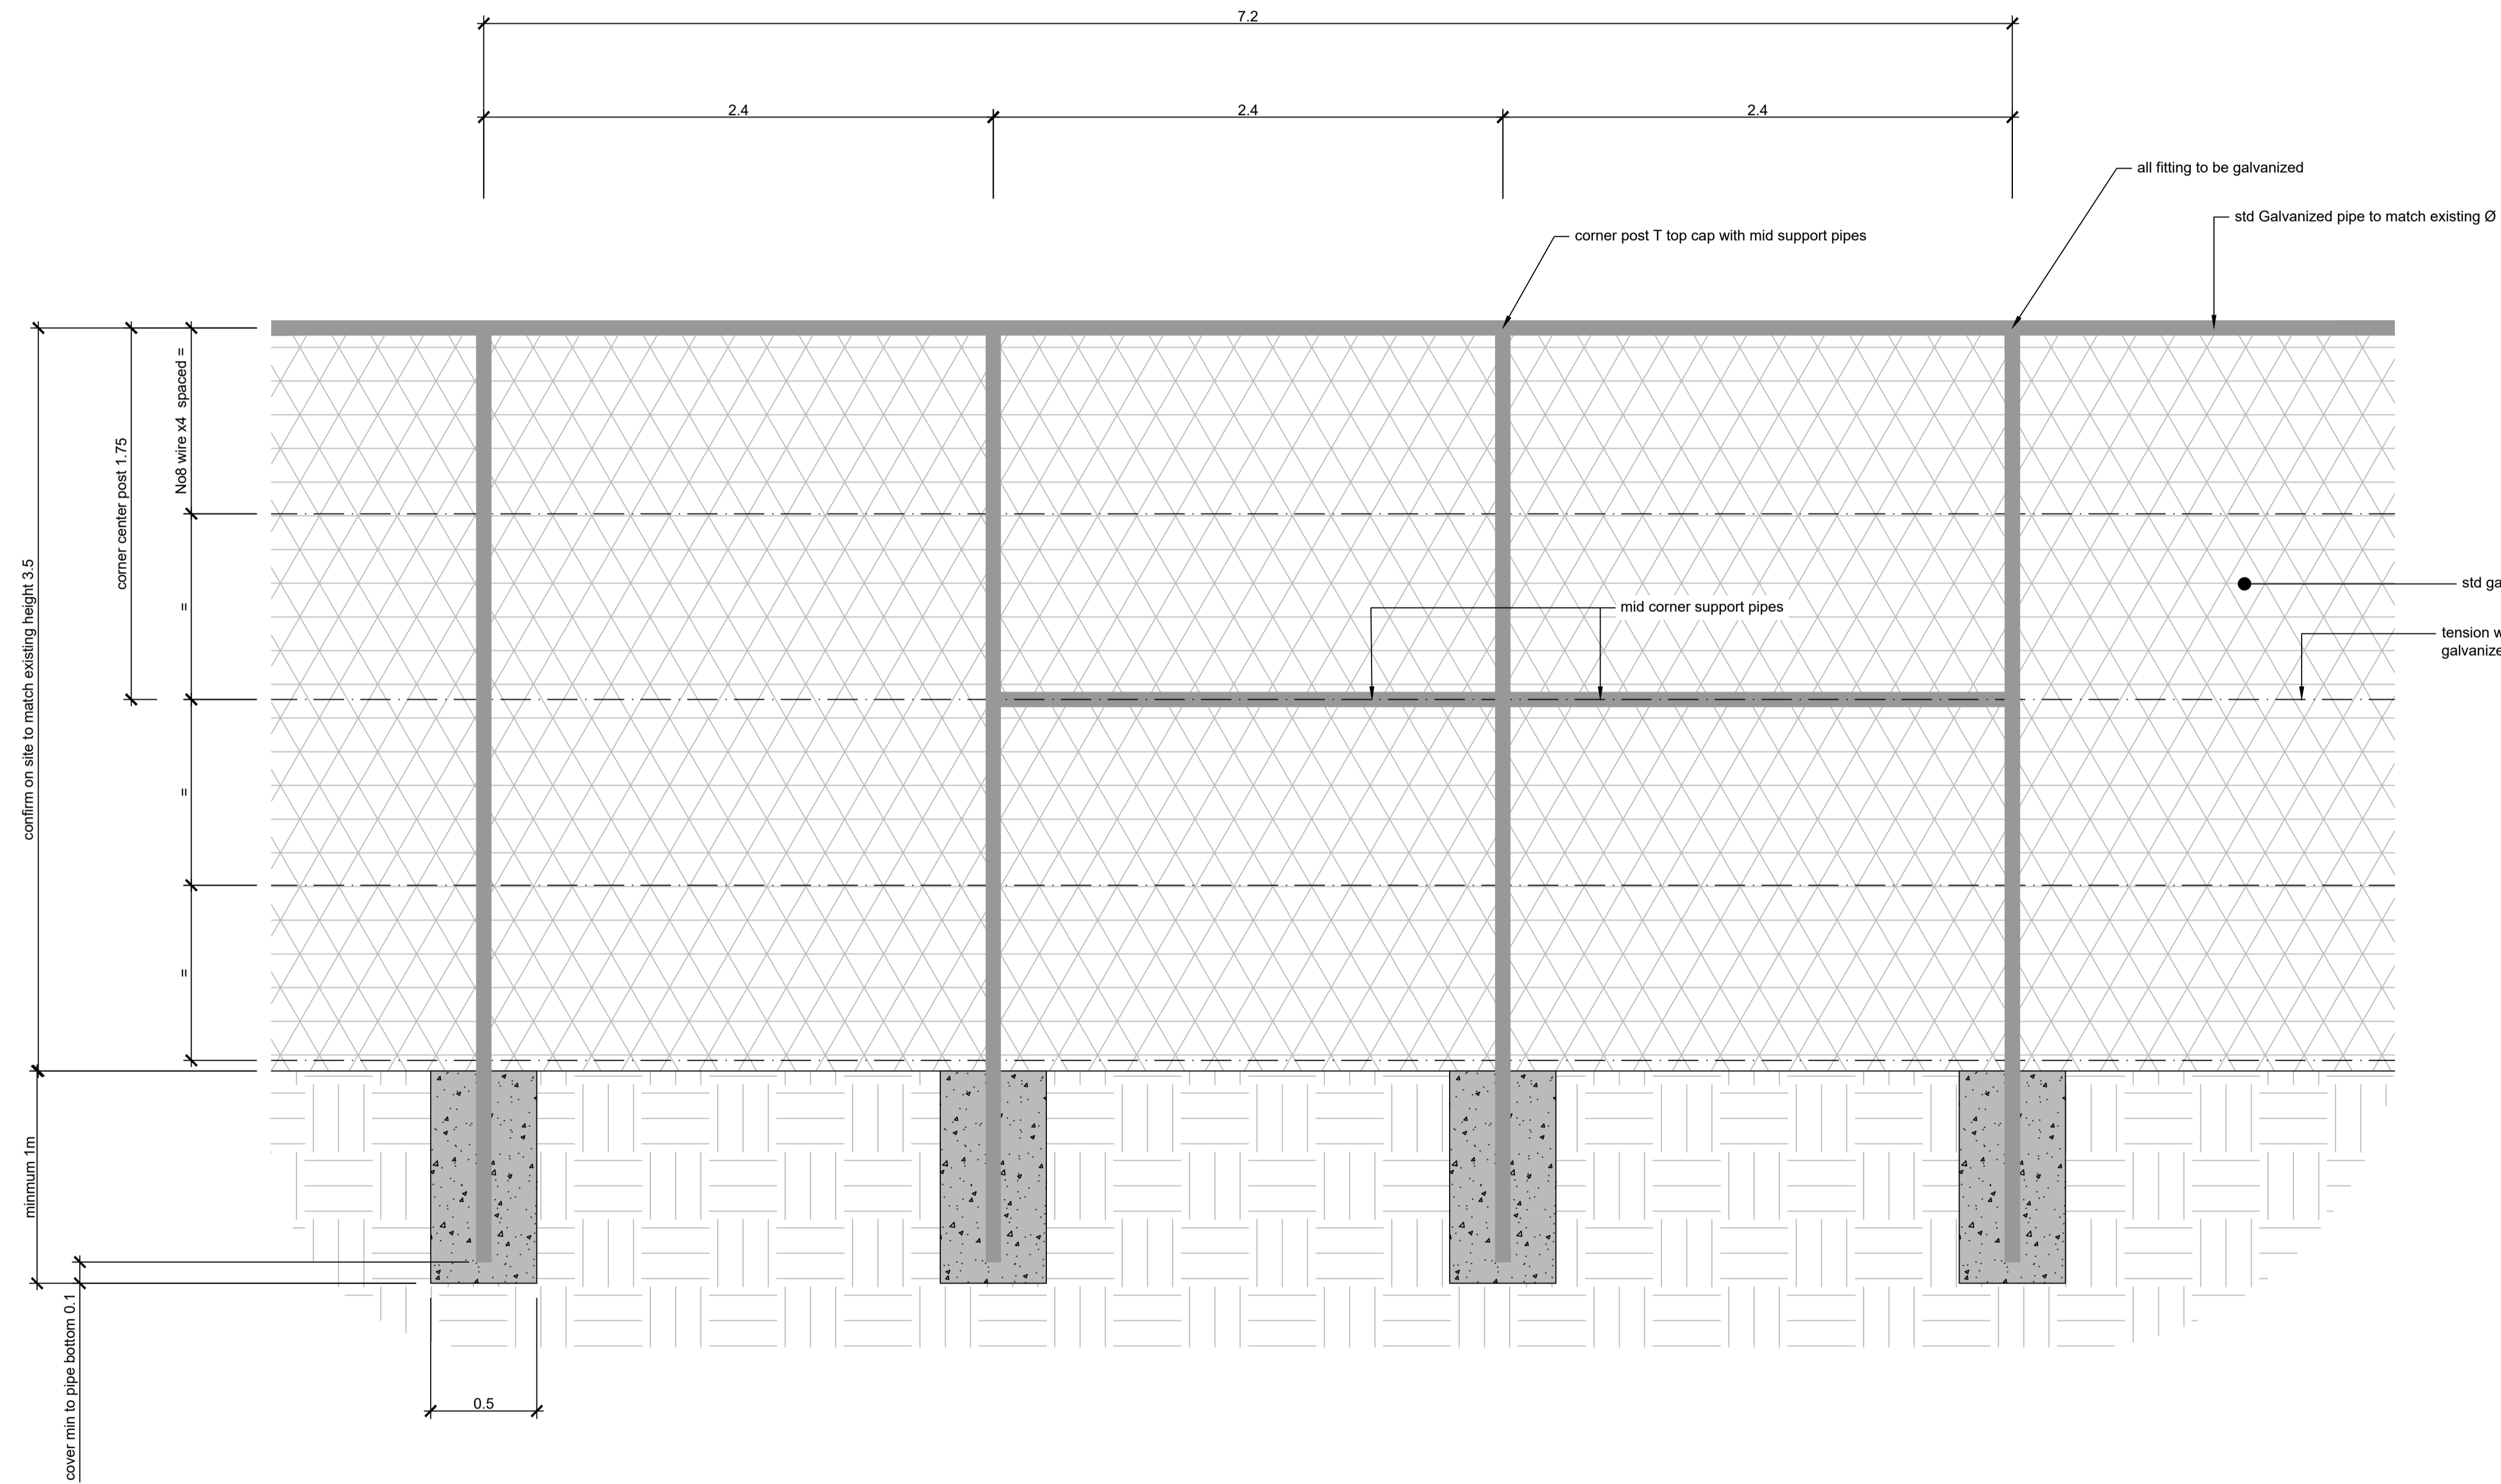 7.2
2.4
2.4
2.4
all fitting to be galvanized
std Galvanized pipe to match existing Ø
corner post T top cap with mid support pipes
No8 wire x4 spaced =
corner center post 1.75
confirm on site to match existing height 3.5
=
=
=
mid corner support pipes
std
tension
minmum 1m
cover min to pipe bottom 0.1
0.5